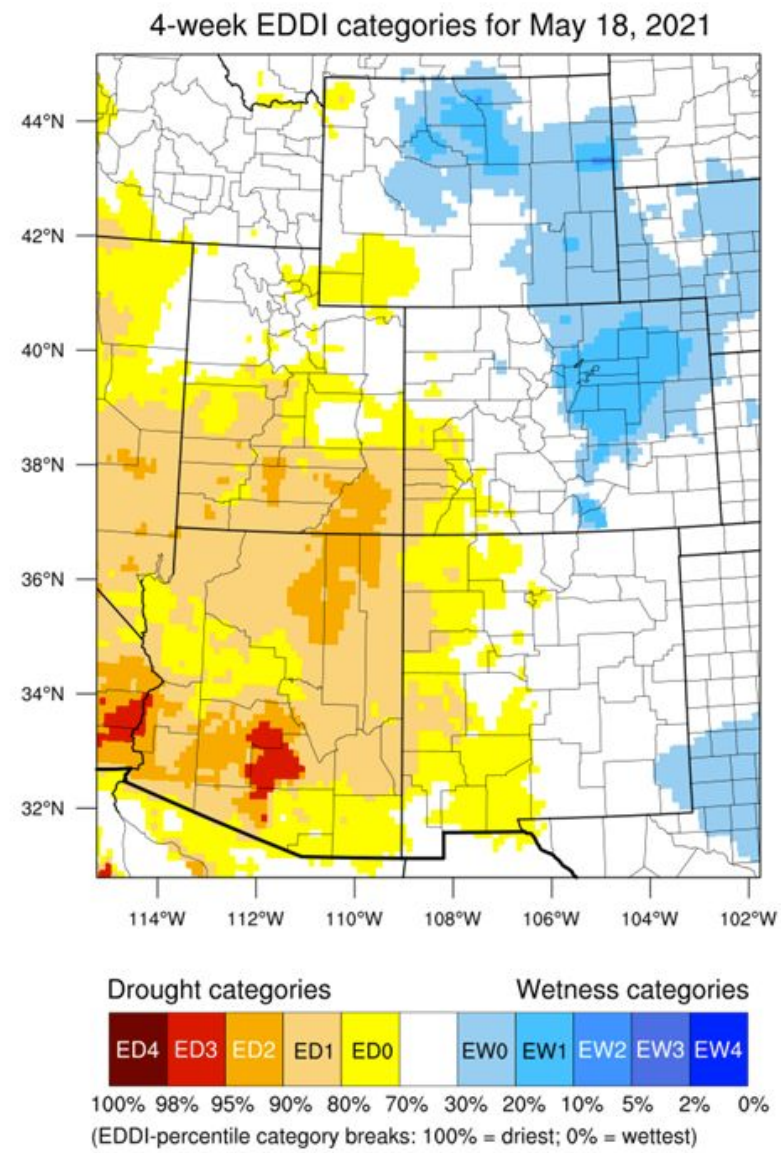 4-week EDDI categories for May 18, 2021
44°N
42°N
40°N
38°N
36°N
34°N
32°N
114°W 112°W 110°W 108°W 106°W 104°W 102°W
Drought categories Wetness categories
ED4 ED3 ED2 ED1 ED0 EW0 EW1 EW2 EW3 EW4
100% 98% 95% 90% 80% 70% 30% 20% 10% 5% 2% 0%
(EDDI-percentile category breaks: 100% = driest; 0% = wettest)